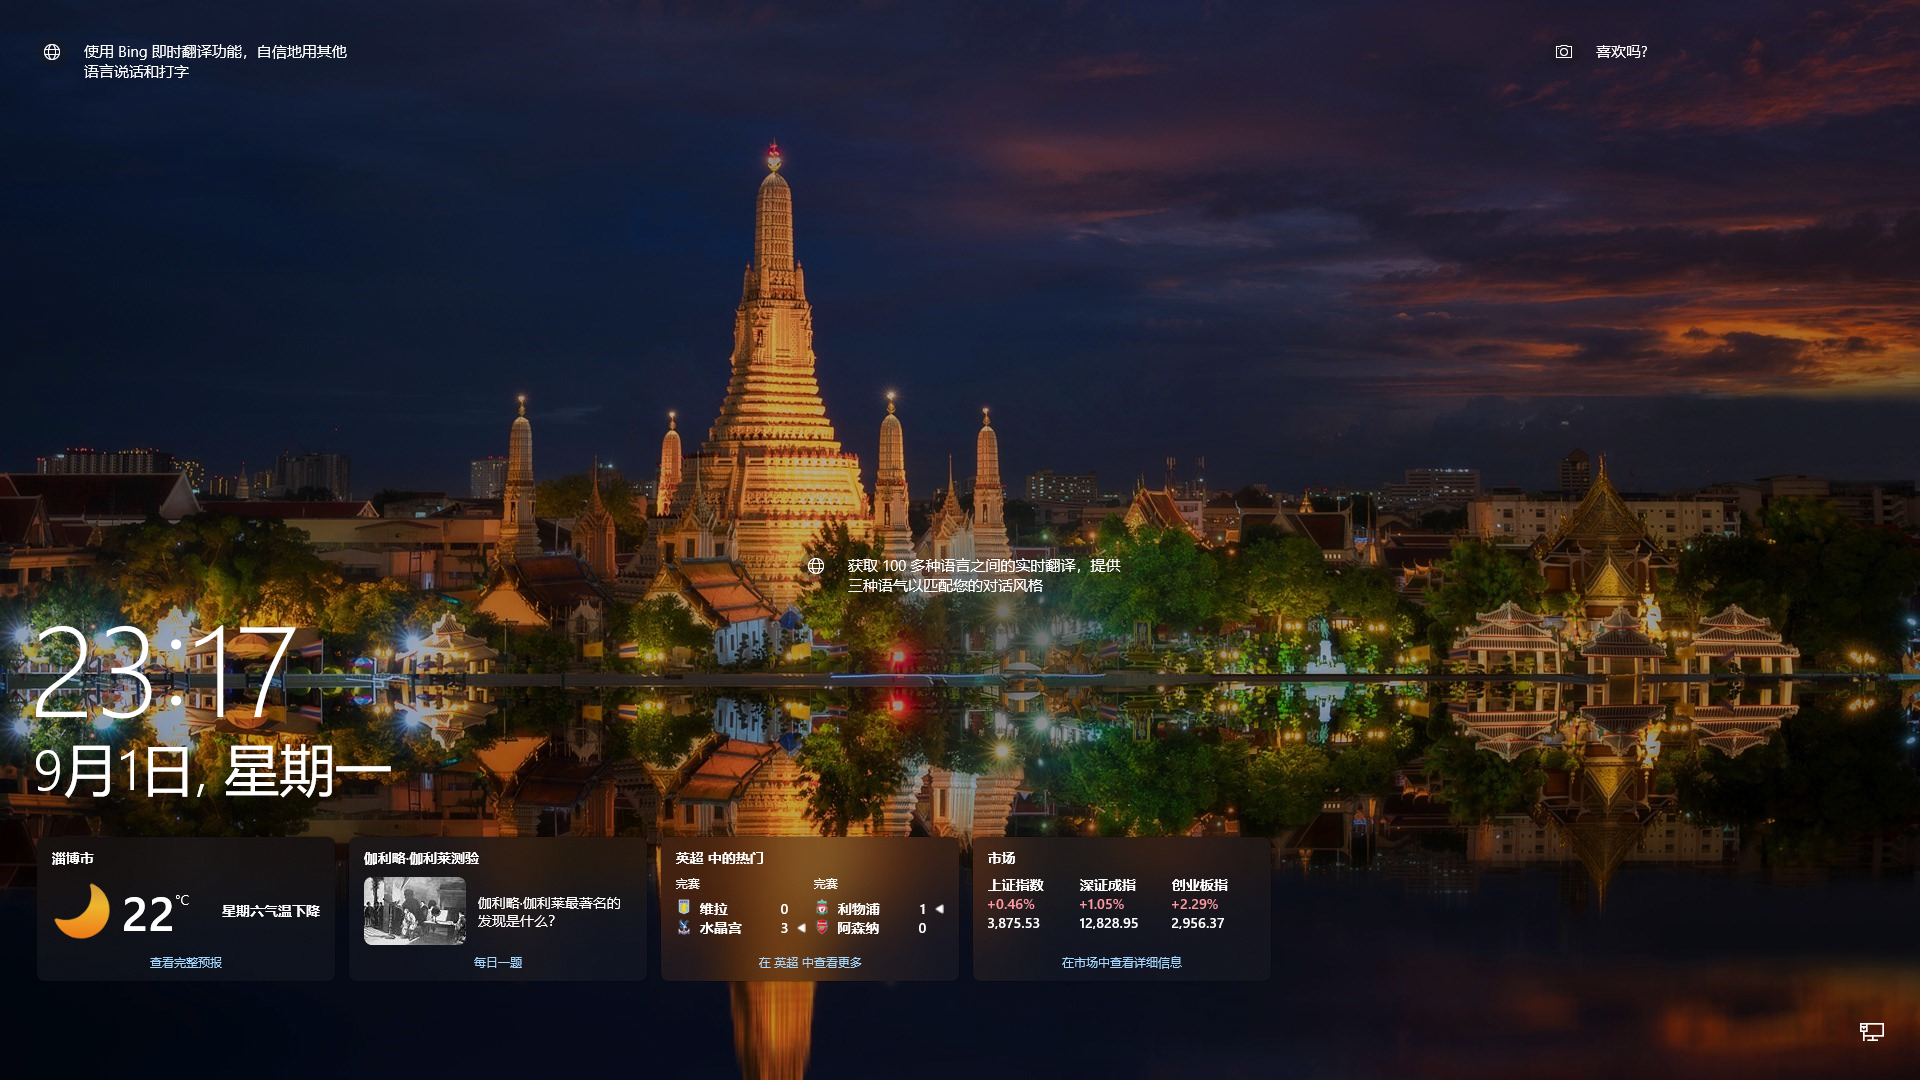 使用 Bing 即时翻译功能，自信地用其他
语言说话和打字
喜欢吗?
获取 100 多种语言之间的实时翻译，提供
三种语气以匹配您的对话风格
23:17
9月1日, 星期一
淄博市
22 °C
星期六气温下降
查看完整预报
伽利略·伽利莱测验
伽利略·伽利莱最著名的
发现是什么?
每日一题
英超 中的热门
完赛 完赛
维拉 0 利物浦 1
水晶宫 3 阿森纳 0
在 英超 中查看更多
市场
上证指数 深证成指 创业板指
+0.46% +1.05% +2.29%
3,875.53 12,828.95 2,956.37
在市场中查看详细信息